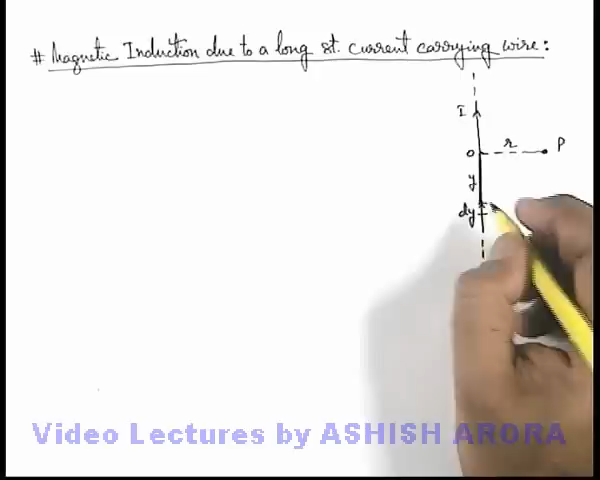 # Magnetic Induction due to a long st. current carrying wire:
I
O r P
y
dy
Video Lectures by ASHISH ARORA